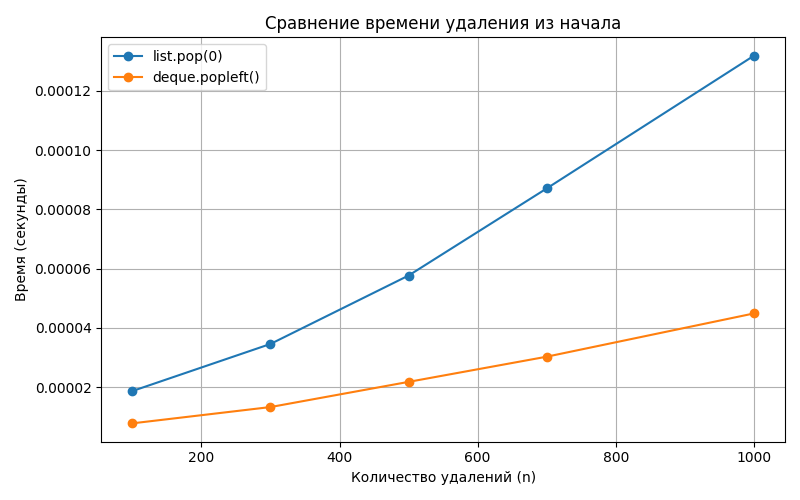 Сравнение времени удаления из начала
list.pop(0)
deque.popleft()
0.00012
0.00010
0.00008
0.00006
0.00004
0.00002
Время (секунды)
200
400
600
800
1000
Количество удалений (n)